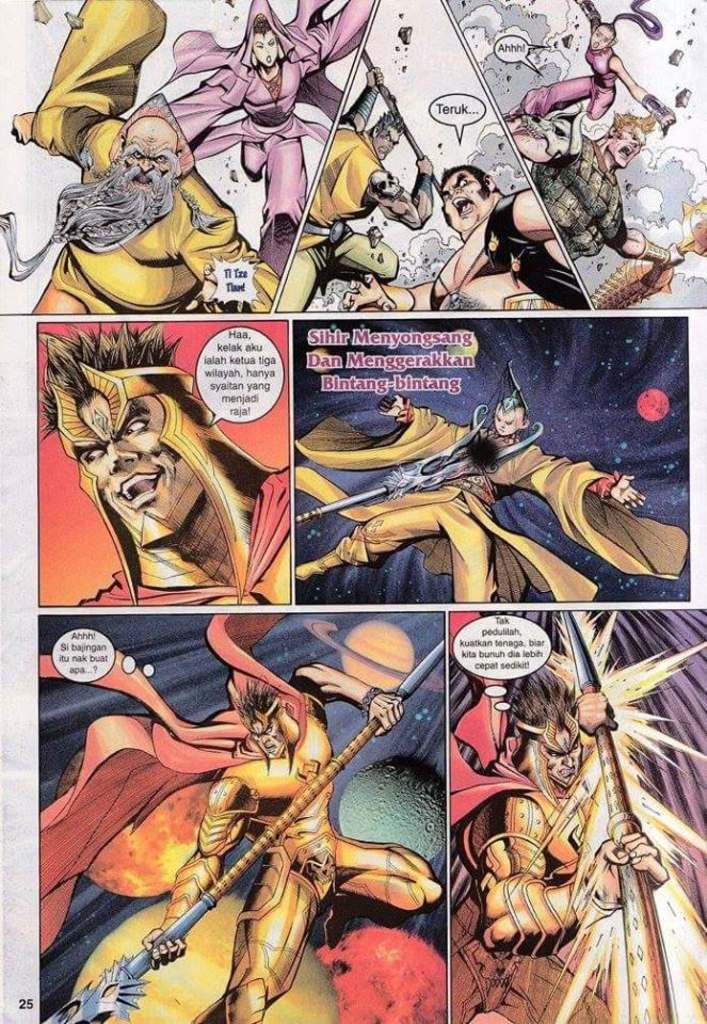 Ti Tze
Tian!
Teruk...
Ahhh!
Haa,
kelak aku
ialah ketua tiga
wilayah, hanya
syaitan yang
menjadi
raja!
Sihir Menyongsang
Dan Menggerakkan
Bintang-bintang
Ahhh!
Si bajingan
itu nak buat
apa...?
Tak
pedulilah,
kuatkan tenaga, biar
kita bunuh dia lebih
cepat sedikit!
25